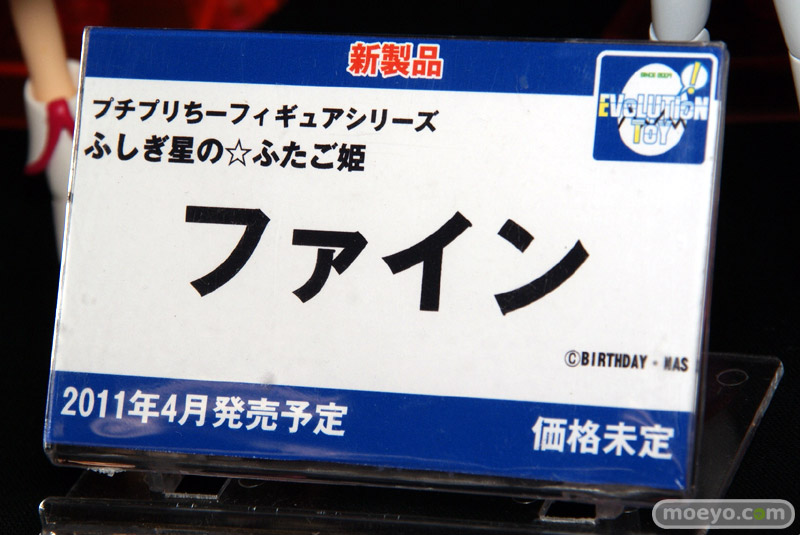 新製品
プチプリちーフィギュアシリーズ
ふしぎ星の☆ふたご姫
EVOLUTION
TOY
ファイン
©BIRTHDAY・NAS
2011年4月発売予定
価格未定
moeyo.com